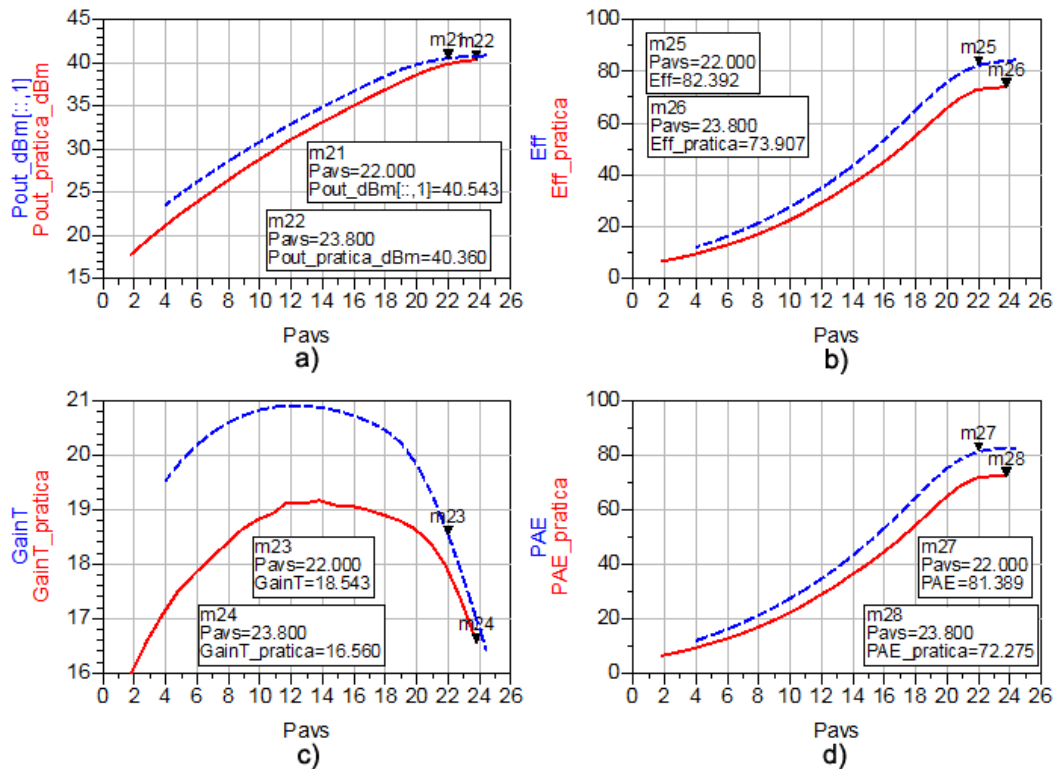 Pout_dBm[::,1]
Pout_pratica_dBm
45
40
35
30
25
20
15
m21
m22
m21
Pavs=22.000
Pout_dBm[::,1]=40.543
m22
Pavs=23.800
Pout_pratica_dBm=40.360
0 2 4 6 8 10 12 14 16 18 20 22 24 26
Pavs
a)
Eff
Eff_pratica
100
80
60
40
20
0
m25
Pavs=22.000
Eff=82.392
m26
Pavs=23.800
Eff_pratica=73.907
m25
m26
0 2 4 6 8 10 12 14 16 18 20 22 24 26
Pavs
b)
GainT
GainT_pratica
21
20
19
18
17
16
m23
m24
m23
Pavs=22.000
GainT=18.543
m24
Pavs=23.800
GainT_pratica=16.560
0 2 4 6 8 10 12 14 16 18 20 22 24 26
Pavs
c)
PAE
PAE_pratica
100
80
60
40
20
0
m27
m28
m27
Pavs=22.000
PAE=81.389
m28
Pavs=23.800
PAE_pratica=72.275
0 2 4 6 8 10 12 14 16 18 20 22 24 26
Pavs
d)